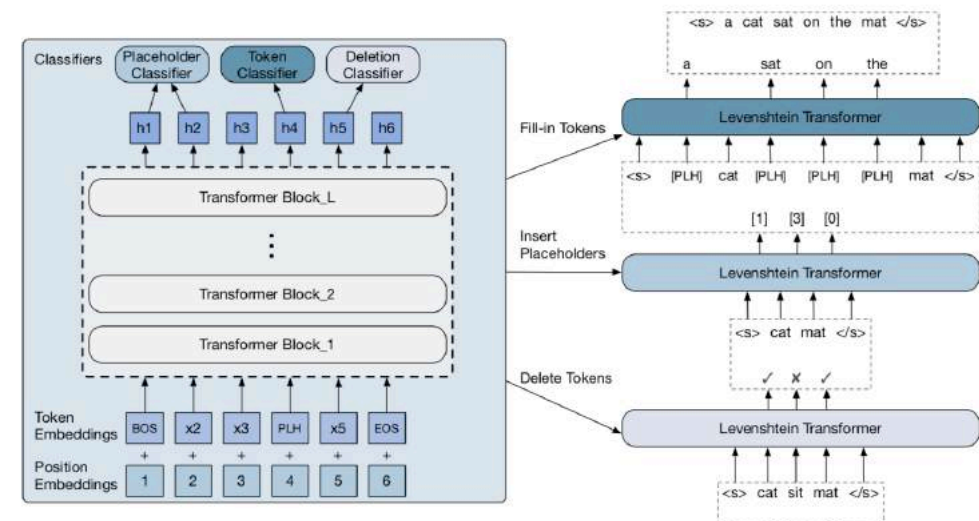 Classifiers
Placeholder
Classifier
Token
Classifier
Deletion
Classifier
h1 h2 h3 h4 h5 h6
Transformer Block_L
Transformer Block_2
Transformer Block_1
Token
Embeddings
BOS x2 x3 PLH x5 EOS
+ + + + + +
Position
Embeddings
1 2 3 4 5 6
Fill-in Tokens
Insert
Placeholders
Delete Tokens
<s> a cat sat on the mat </s>
a sat on the
Levenshtein Transformer
<s> [PLH] cat [PLH] [PLH] [PLH] mat </s>
[1] [3] [0]
Levenshtein Transformer
<s> cat mat </s>
✓ ✗ ✓
Levenshtein Transformer
<s> cat sit mat </s>